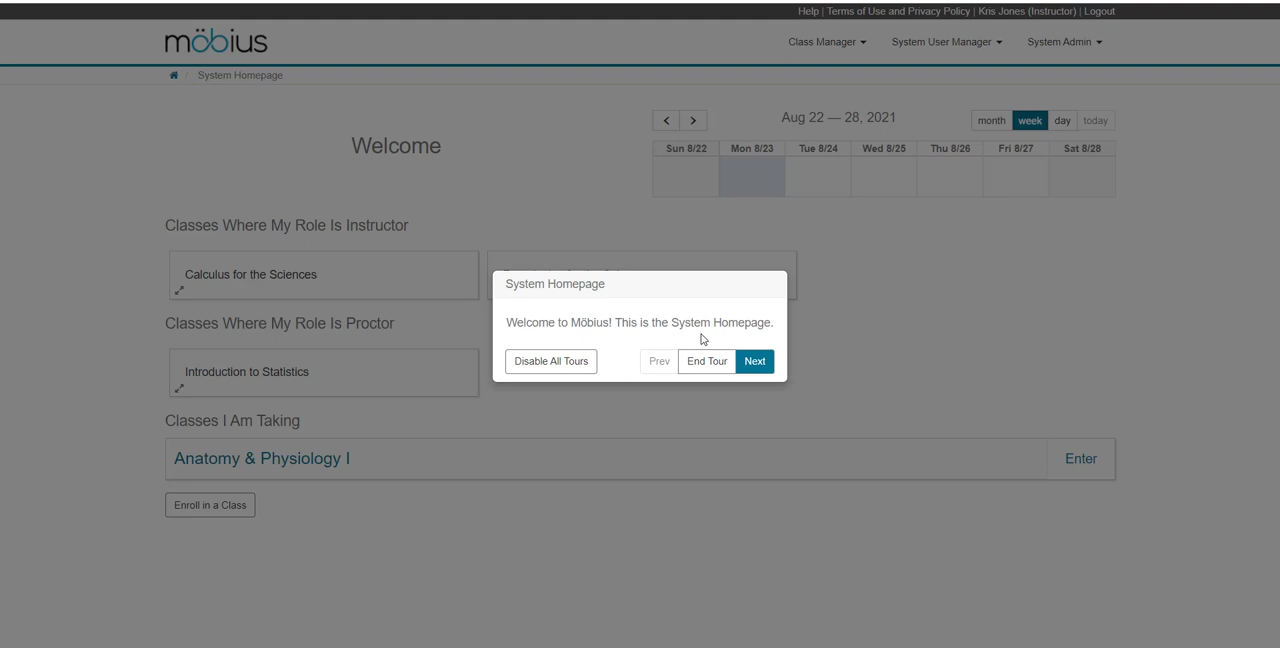 Help | Terms of Use and Privacy Policy | Kris Jones (Instructor) | Logout
möbius
Class Manager
System User Manager
System Admin
/ System Homepage
Welcome
< >
Aug 22 — 28, 2021
month week day today
Sun 8/22 Mon 8/23 Tue 8/24 Wed 8/25 Thu 8/26 Fri 8/27 Sat 8/28
Classes Where My Role Is Instructor
Calculus for the Sciences
System Homepage
Welcome to Möbius! This is the System Homepage.
Disable All Tours
Prev End Tour Next
Classes Where My Role Is Proctor
Introduction to Statistics
Classes I Am Taking
Anatomy & Physiology I
Enter
Enroll in a Class